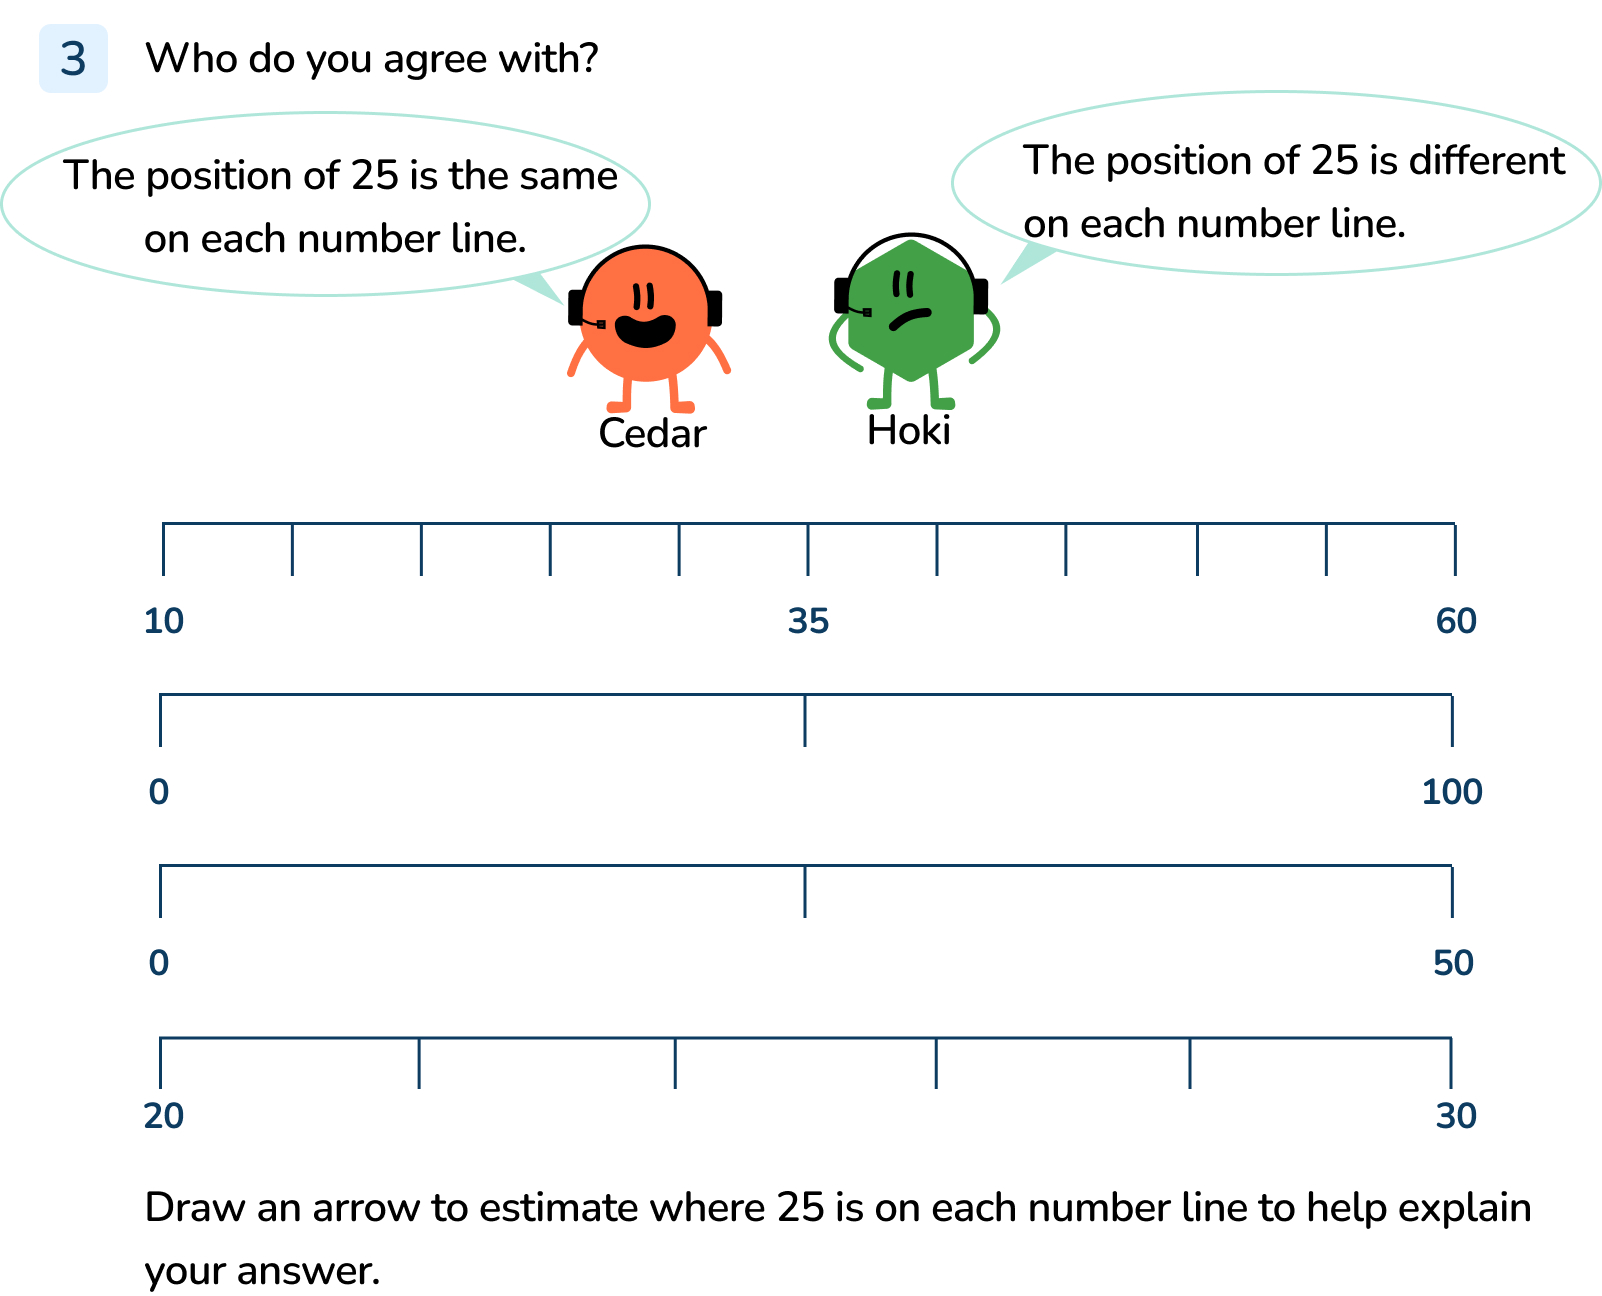 3 Who do you agree with?
The position of 25 is the same
on each number line.
The position of 25 is different
on each number line.
Cedar
Hoki
10 35 60
0 100
0 50
20 30
Draw an arrow to estimate where 25 is on each number line to help explain
your answer.